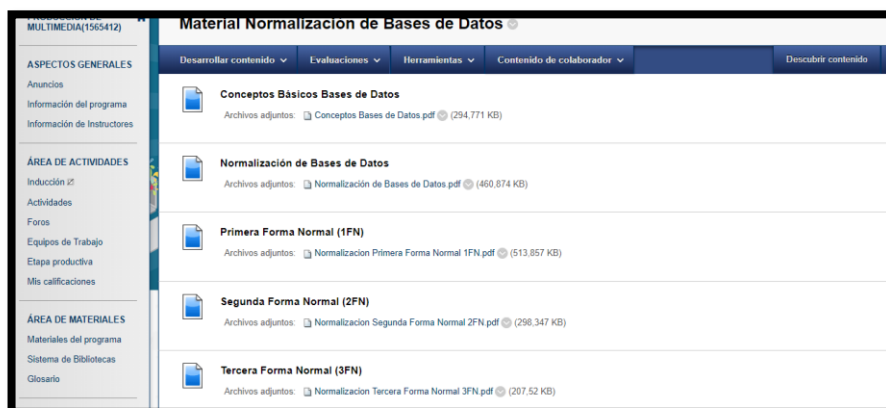 MULTIMEDIA(1565412)
ASPECTOS GENERALES
Anuncios
Información del programa
Información de Instructores
ÁREA DE ACTIVIDADES
Inducción
Actividades
Foros
Equipos de Trabajo
Etapa productiva
Mis calificaciones
ÁREA DE MATERIALES
Materiales del programa
Sistema de Bibliotecas
Glosario
Material Normalización de Bases de Datos
Desarrollar contenido Evaluaciones Herramientas Contenido de colaborador Descubrir contenido
Conceptos Básicos Bases de Datos
Archivos adjuntos: Conceptos Bases de Datos.pdf (294,771 KB)
Normalización de Bases de Datos
Archivos adjuntos: Normalización de Bases de Datos.pdf (460,874 KB)
Primera Forma Normal (1FN)
Archivos adjuntos: Normalizacion Primera Forma Normal 1FN.pdf (513,857 KB)
Segunda Forma Normal (2FN)
Archivos adjuntos: Normalizacion Segunda Forma Normal 2FN.pdf (298,347 KB)
Tercera Forma Normal (3FN)
Archivos adjuntos: Normalizacion Tercera Forma Normal 3FN.pdf (207,52 KB)